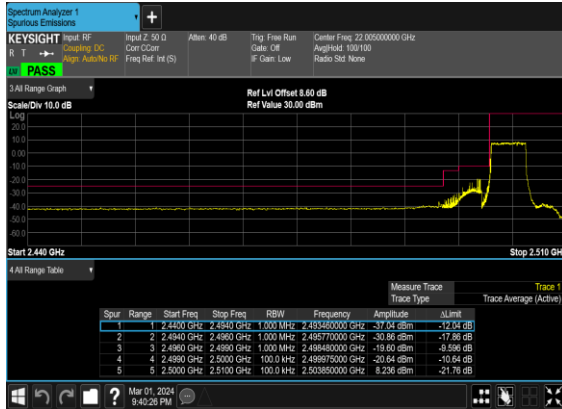 Spectrum Analyzer 1
Spurious Emissions
KEYSIGHT Input: RF Input Z: 50 Ω Atten: 40 dB Trig: Free Run Center Freq: 22.005000000 GHz
R T Coupling: DC Corr CCorr Gate: Off Avg|Hold: 100/100
Align: Auto/No RF Freq Ref: Int (S) IF Gain: Low Radio Std: None
PASS
3 All Range Graph
Ref Lvl Offset 8.60 dB
Scale/Div 10.0 dB Ref Value 30.00 dBm
Log
20.0
10.0
0.00
-10.0
-20.0
-30.0
-40.0
-50.0
-60.0
Start 2.440 GHz Stop 2.510 GH
4 All Range Table
Measure Trace Trace 1
Trace Type Trace Average (Active)
Spur Range Start Freq Stop Freq RBW Frequency Amplitude ΔLimit
1 1 2.4400 GHz 2.4940 GHz 1.000 MHz 2.493460000 GHz -37.04 dBm -12.04 dB
2 2 2.4940 GHz 2.4960 GHz 1.000 MHz 2.495770000 GHz -30.86 dBm -17.86 dB
3 3 2.4960 GHz 2.4990 GHz 1.000 MHz 2.498480000 GHz -19.60 dBm -9.596 dB
4 4 2.4990 GHz 2.5000 GHz 100.0 kHz 2.499975000 GHz -20.64 dBm -10.64 dB
5 5 2.5000 GHz 2.5100 GHz 100.0 kHz 2.503850000 GHz 8.236 dBm -21.76 dB
? Mar 01, 2024
9:40:26 PM